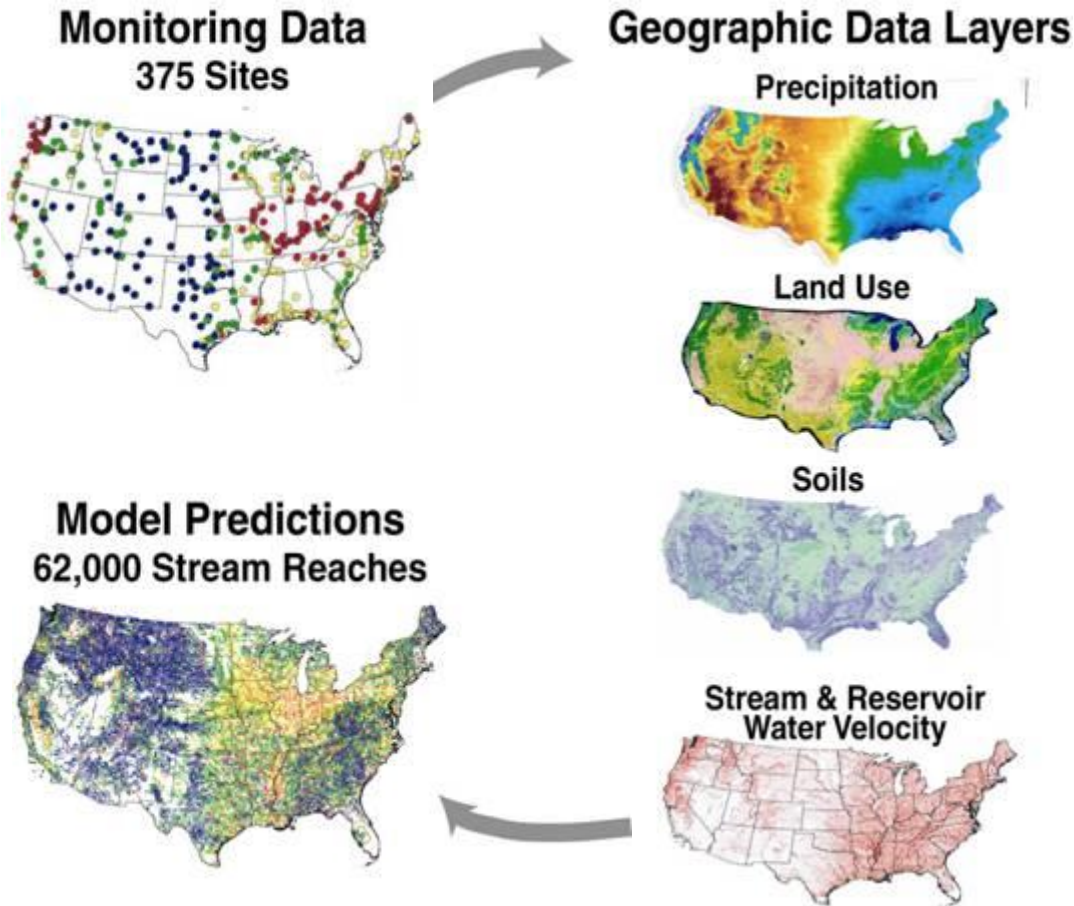 Monitoring Data
375 Sites
Geographic Data Layers
Precipitation
Land Use
Soils
Stream & Reservoir
Water Velocity
Model Predictions
62,000 Stream Reaches